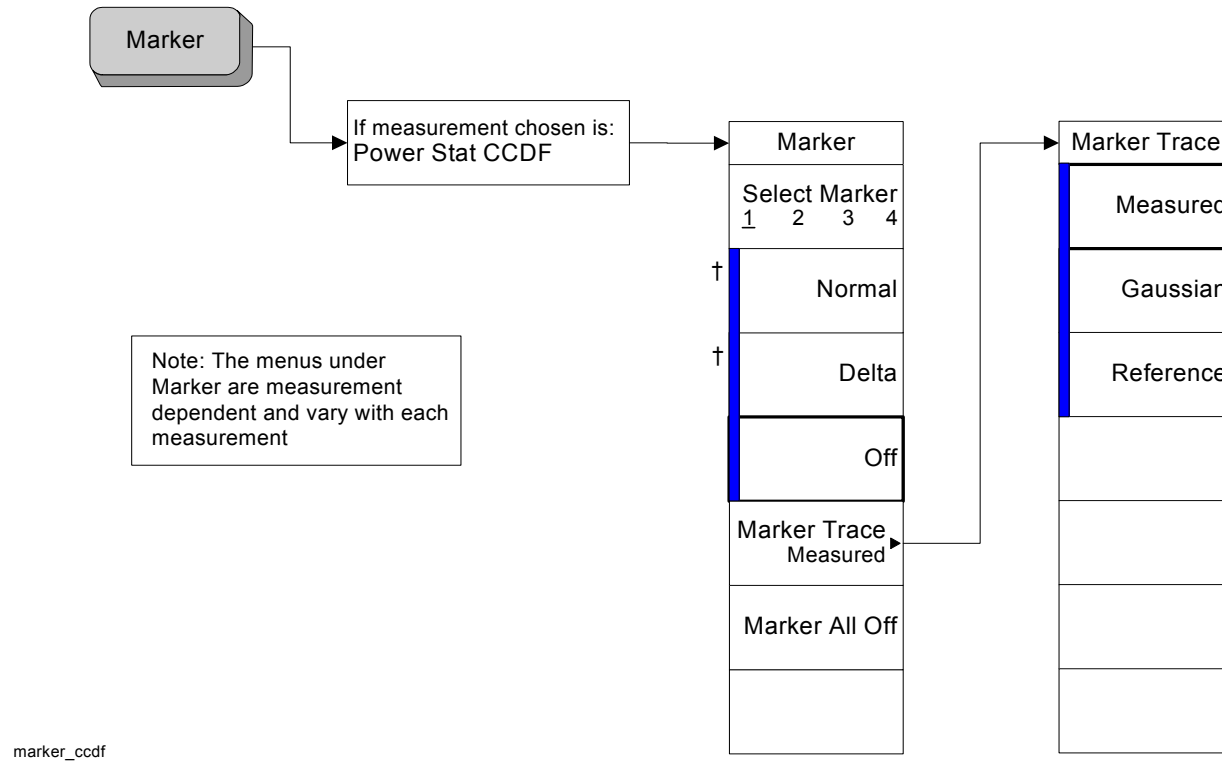 Marker
If measurement chosen is:
Power Stat CCDF
Marker
Select Marker
1 2 3 4
†
Normal
†
Delta
Off
Marker Trace
Measured
Marker All Off
Marker Trace
Measured
Gaussian
Reference
Note: The menus under
Marker are measurement
dependent and vary with each
measurement
marker_ccdf